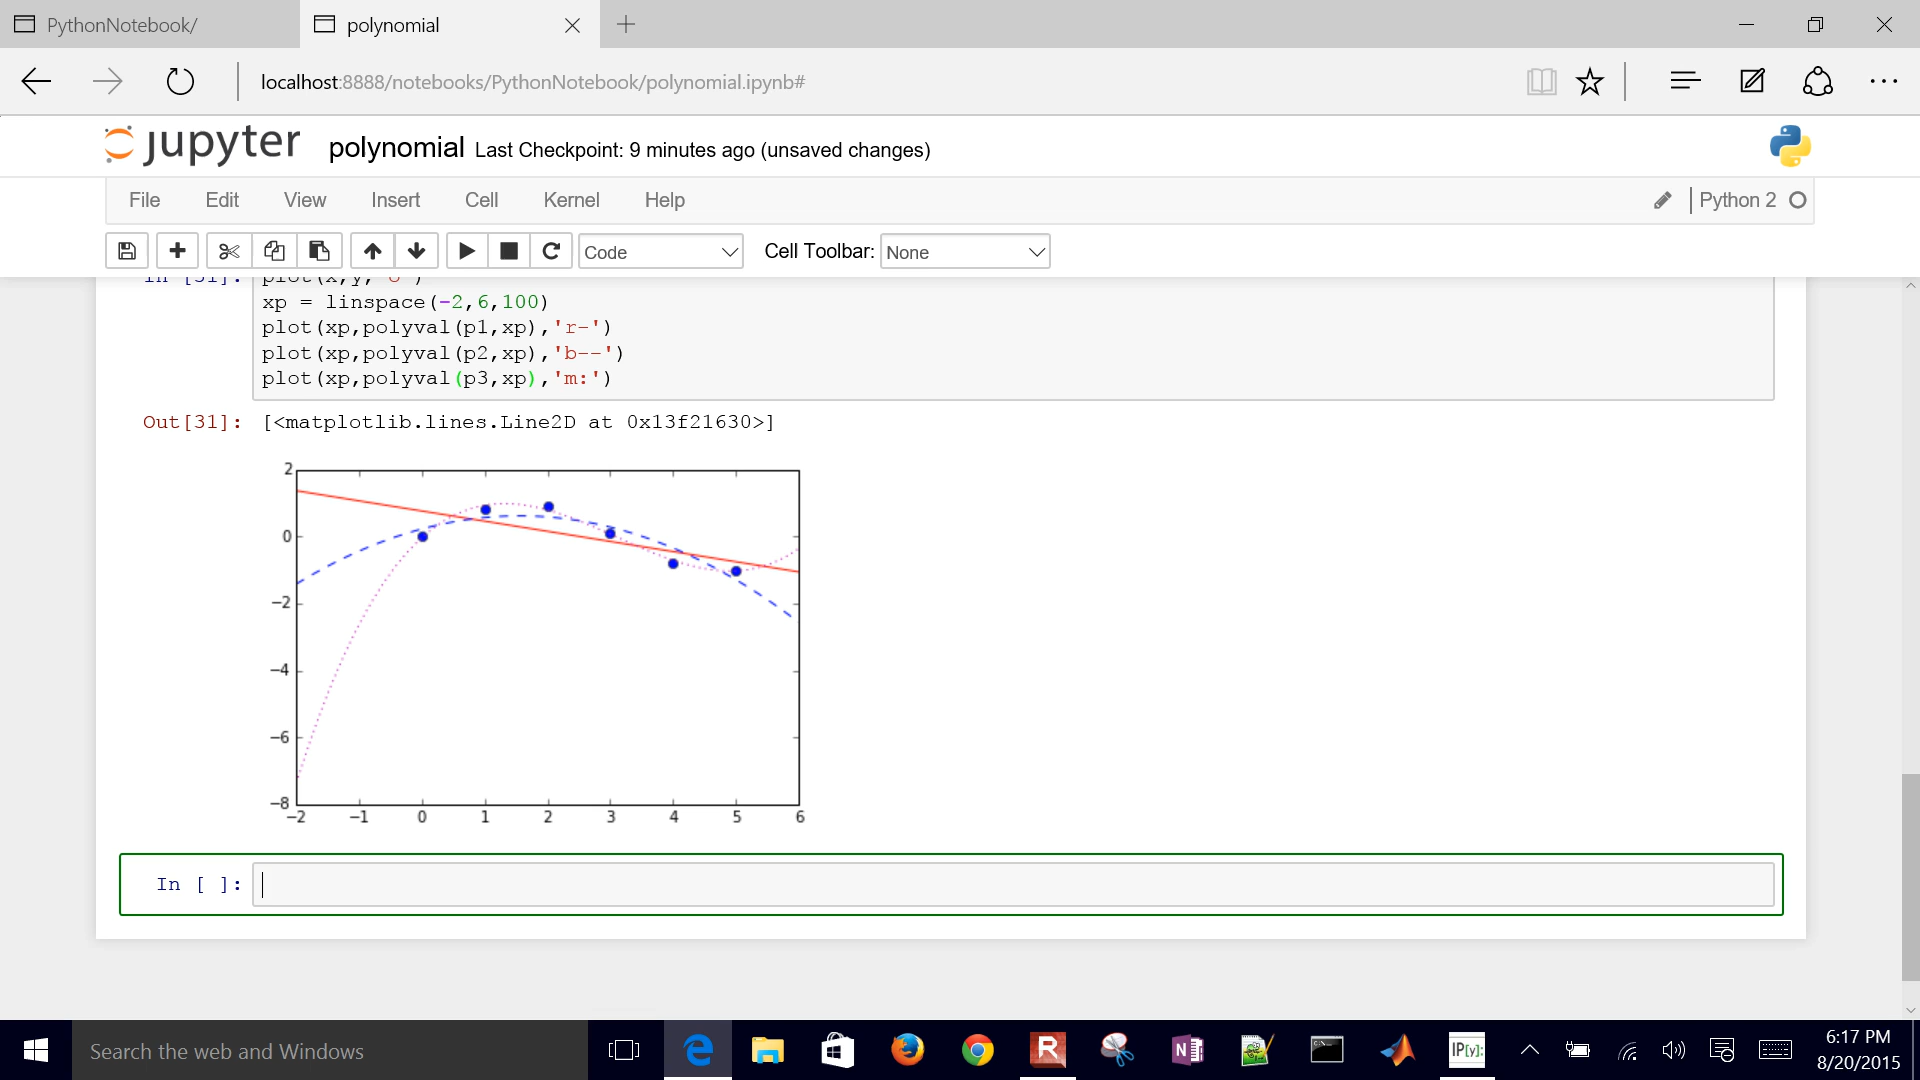 PythonNotebook/
polynomial
localhost:8888/notebooks/PythonNotebook/polynomial.ipynb#
jupyter polynomial Last Checkpoint: 9 minutes ago (unsaved changes)
File Edit View Insert Cell Kernel Help Python 2
Code Cell Toolbar: None
In [31]: plot(x,y,'o')
xp = linspace(-2,6,100)
plot(xp,polyval(p1,xp),'r-')
plot(xp,polyval(p2,xp),'b--')
plot(xp,polyval(p3,xp),'m:')
Out[31]: [<matplotlib.lines.Line2D at 0x13f21630>]
2
0
−2
−4
−6
−8
−2 −1 0 1 2 3 4 5 6
In [ ]:
Search the web and Windows
IP[y]:
6:17 PM
8/20/2015